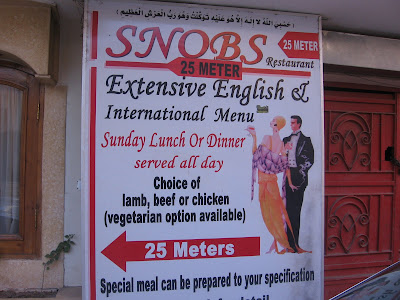 ( حسبي الله لا إله إلا هو عليه توكلت وهو رب العرش العظيم )
SNOBS
25 METER
Restaurant
25 METER
Extensive English &
International Menu
Sunday Lunch Or Dinner
served all day
Choice of
lamb, beef or chicken
(vegetarian option available)
25 Meters
Special meal can be prepared to your specification